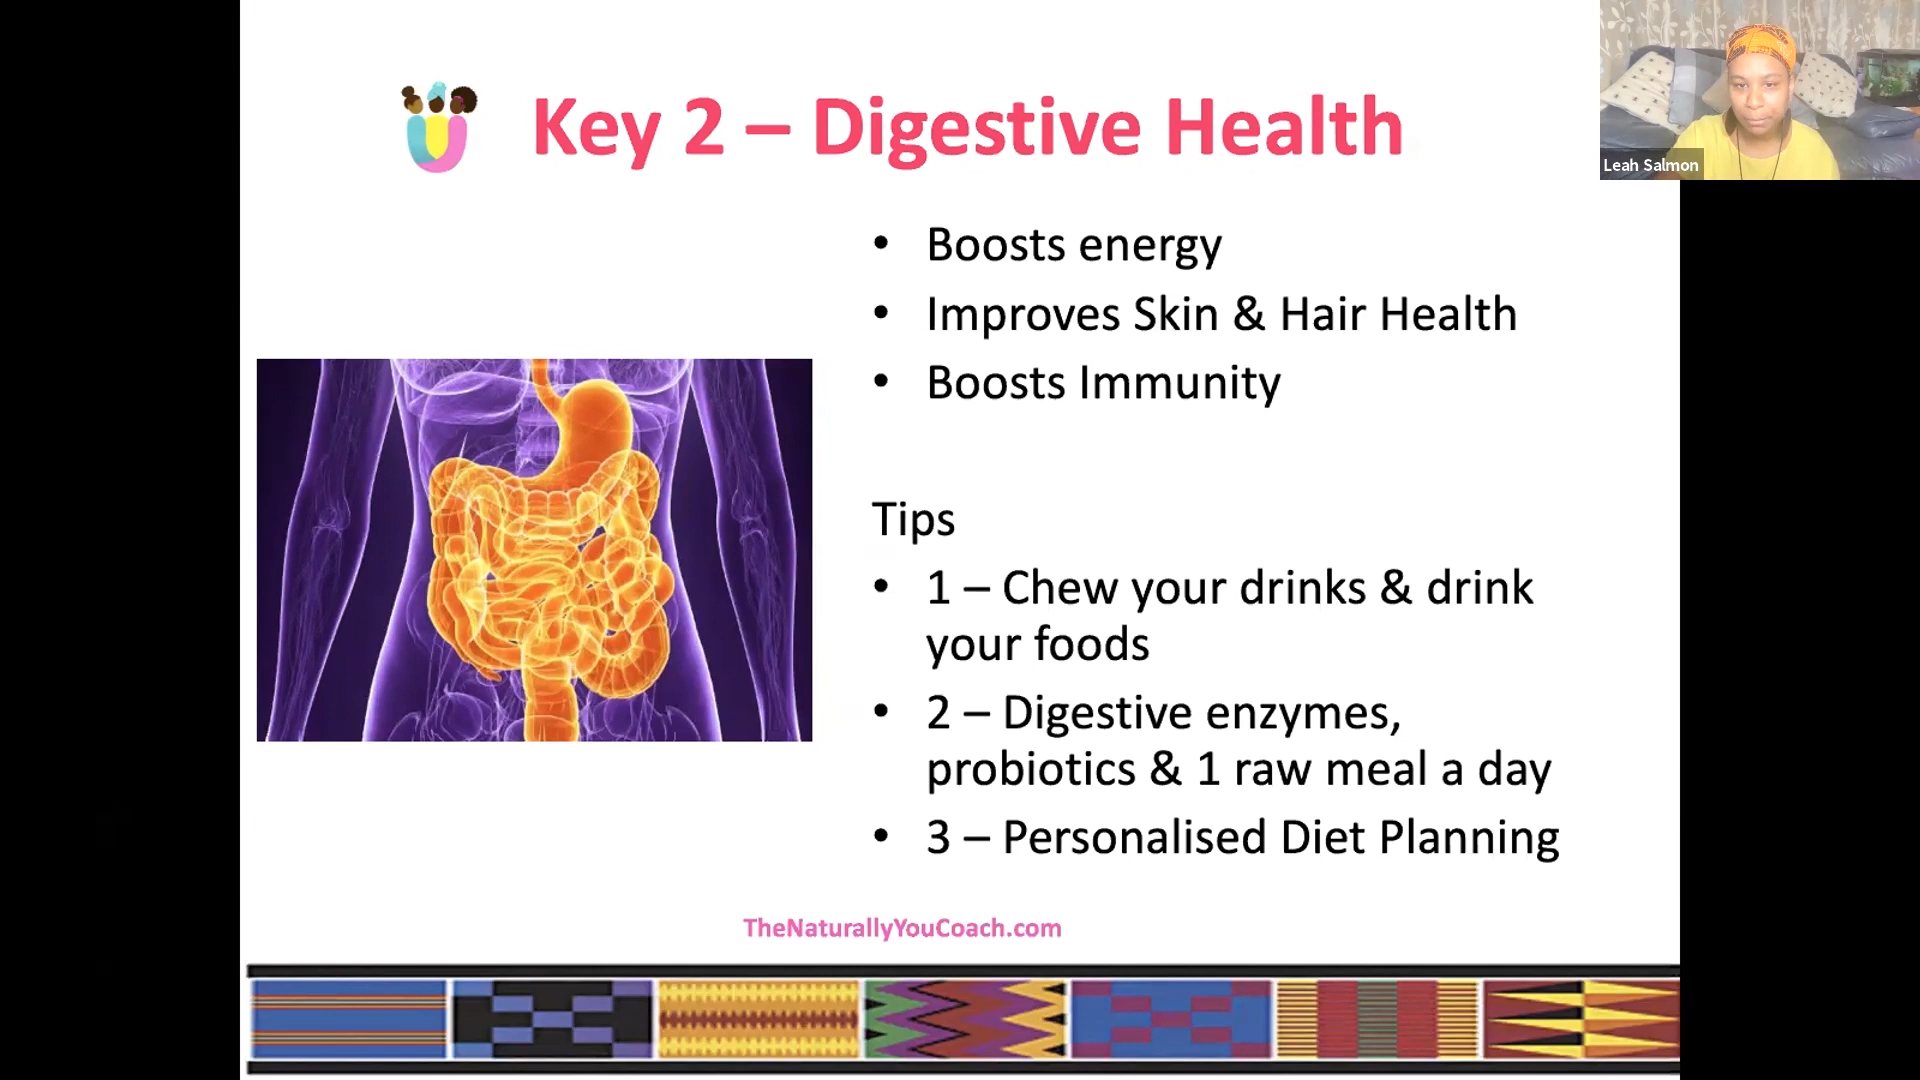 Key 2 – Digestive Health
Leah Salmon
• Boosts energy
• Improves Skin & Hair Health
• Boosts Immunity
Tips
• 1 – Chew your drinks & drink
your foods
• 2 – Digestive enzymes,
probiotics & 1 raw meal a day
• 3 – Personalised Diet Planning
TheNaturallyYouCoach.com